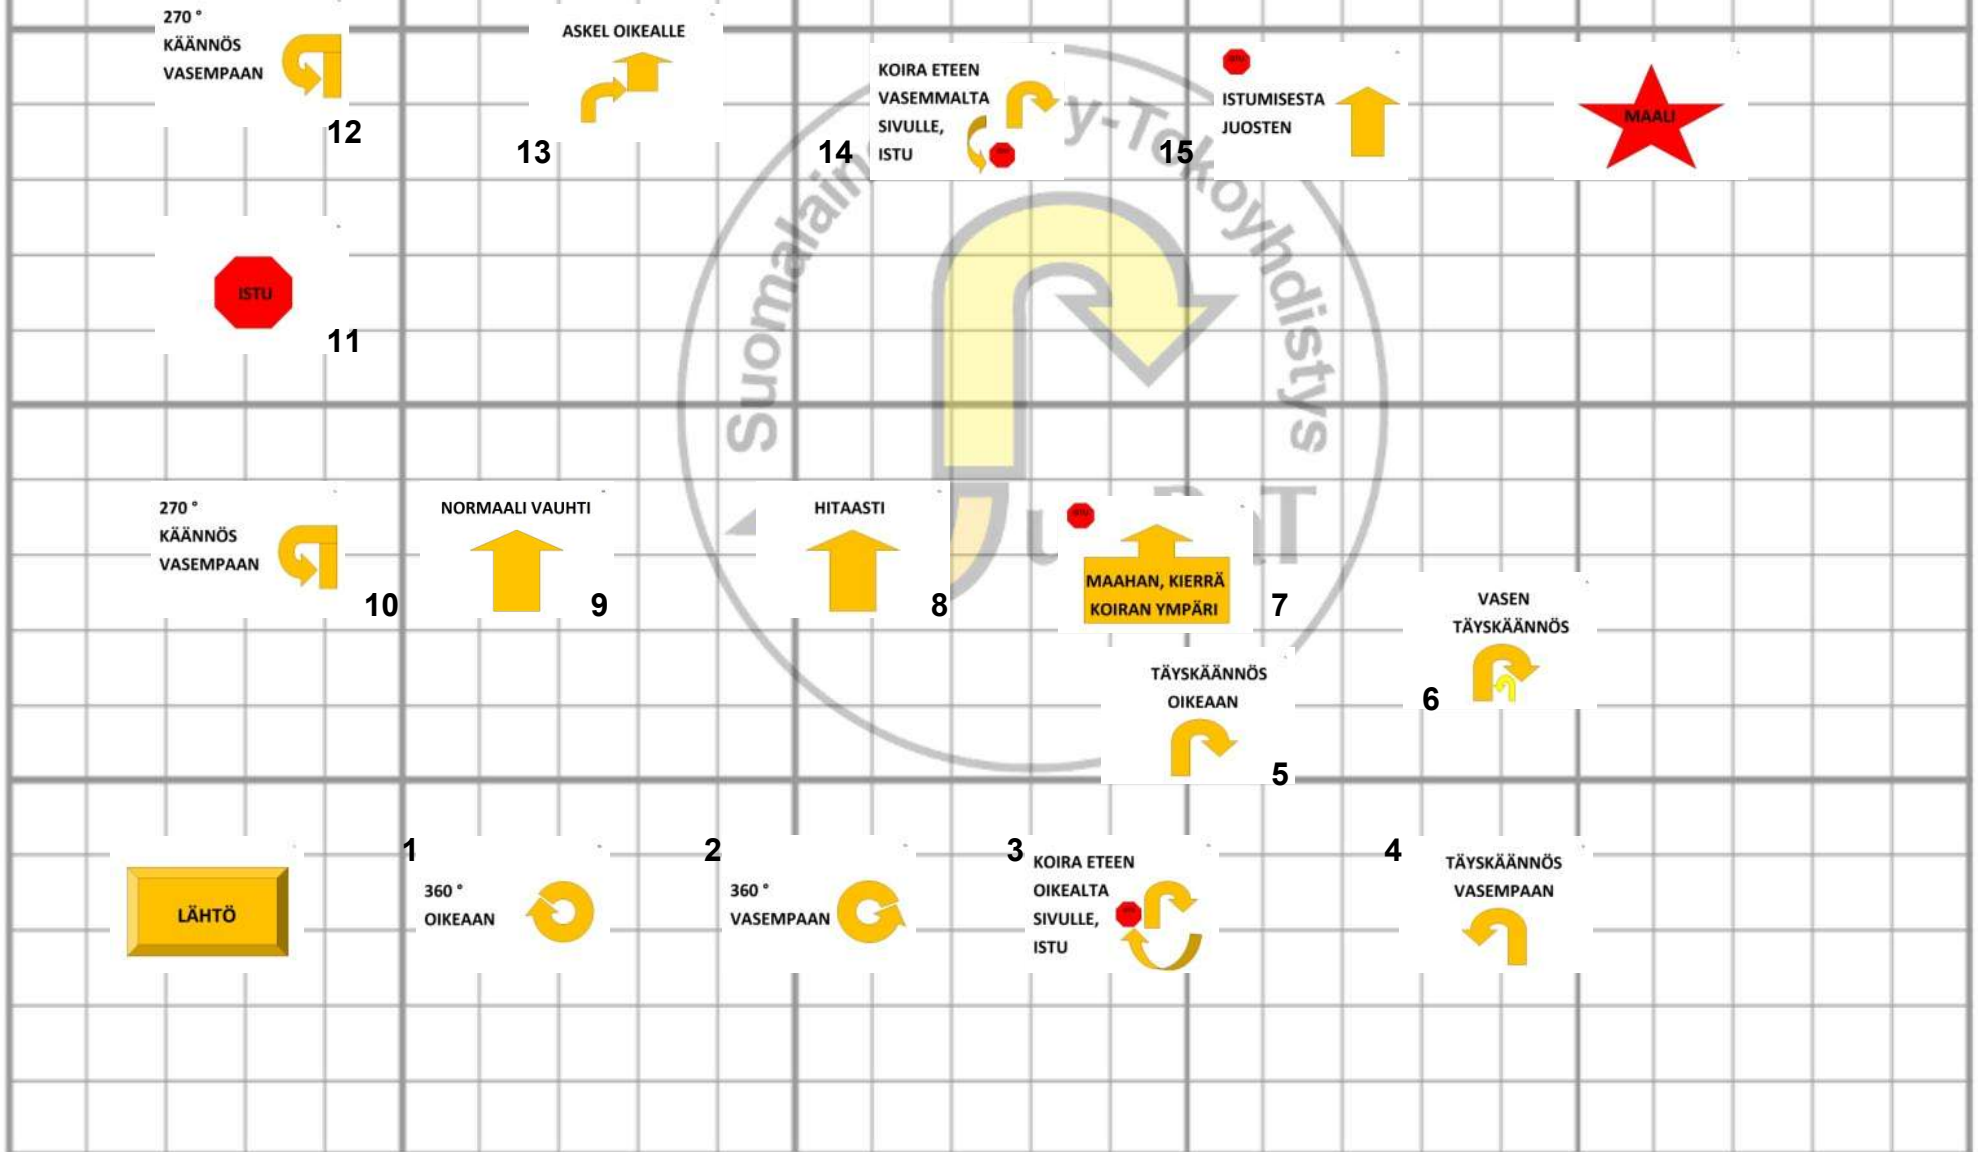 270 °
KÄÄNNÖS
VASEMPAAN
12
ASKEL OIKEALLE
13
KOIRA ETEEN
VASEMMALTA
SIVULLE,
ISTU
14
ISTUMISESTA
JUOSTEN
15
MAALI
ISTU
11
270 °
KÄÄNNÖS
VASEMPAAN
10
NORMAALI VAUHTI
9
HITAASTI
8
MAAHAN, KIERRÄ
KOIRAN YMPÄRI
7
VASEN
TÄYSKÄÄNNÖS
6
TÄYSKÄÄNNÖS
OIKEAAN
5
LÄHTÖ
1
360 °
OIKEAAN
2
360 °
VASEMPAAN
3
KOIRA ETEEN
OIKEALTA
SIVULLE,
ISTU
4
TÄYSKÄÄNNÖS
VASEMPAAN